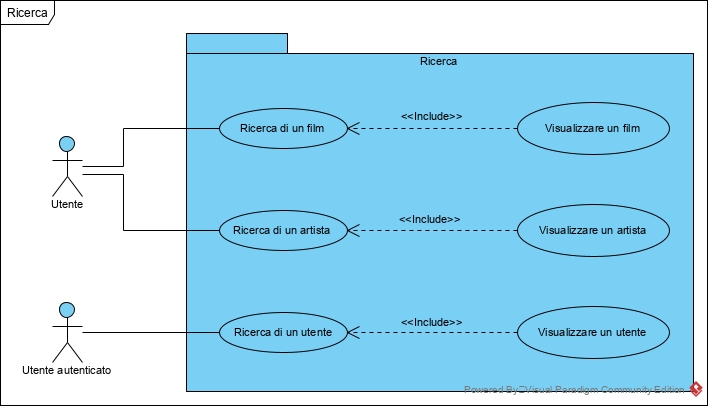 Ricerca
Ricerca
Ricerca di un film
<<Include>>
Visualizzare un film
Utente
Ricerca di un artista
<<Include>>
Visualizzare un artista
Utente autenticato
Ricerca di un utente
<<Include>>
Visualizzare un utente
Powered By Visual Paradigm Community Edition